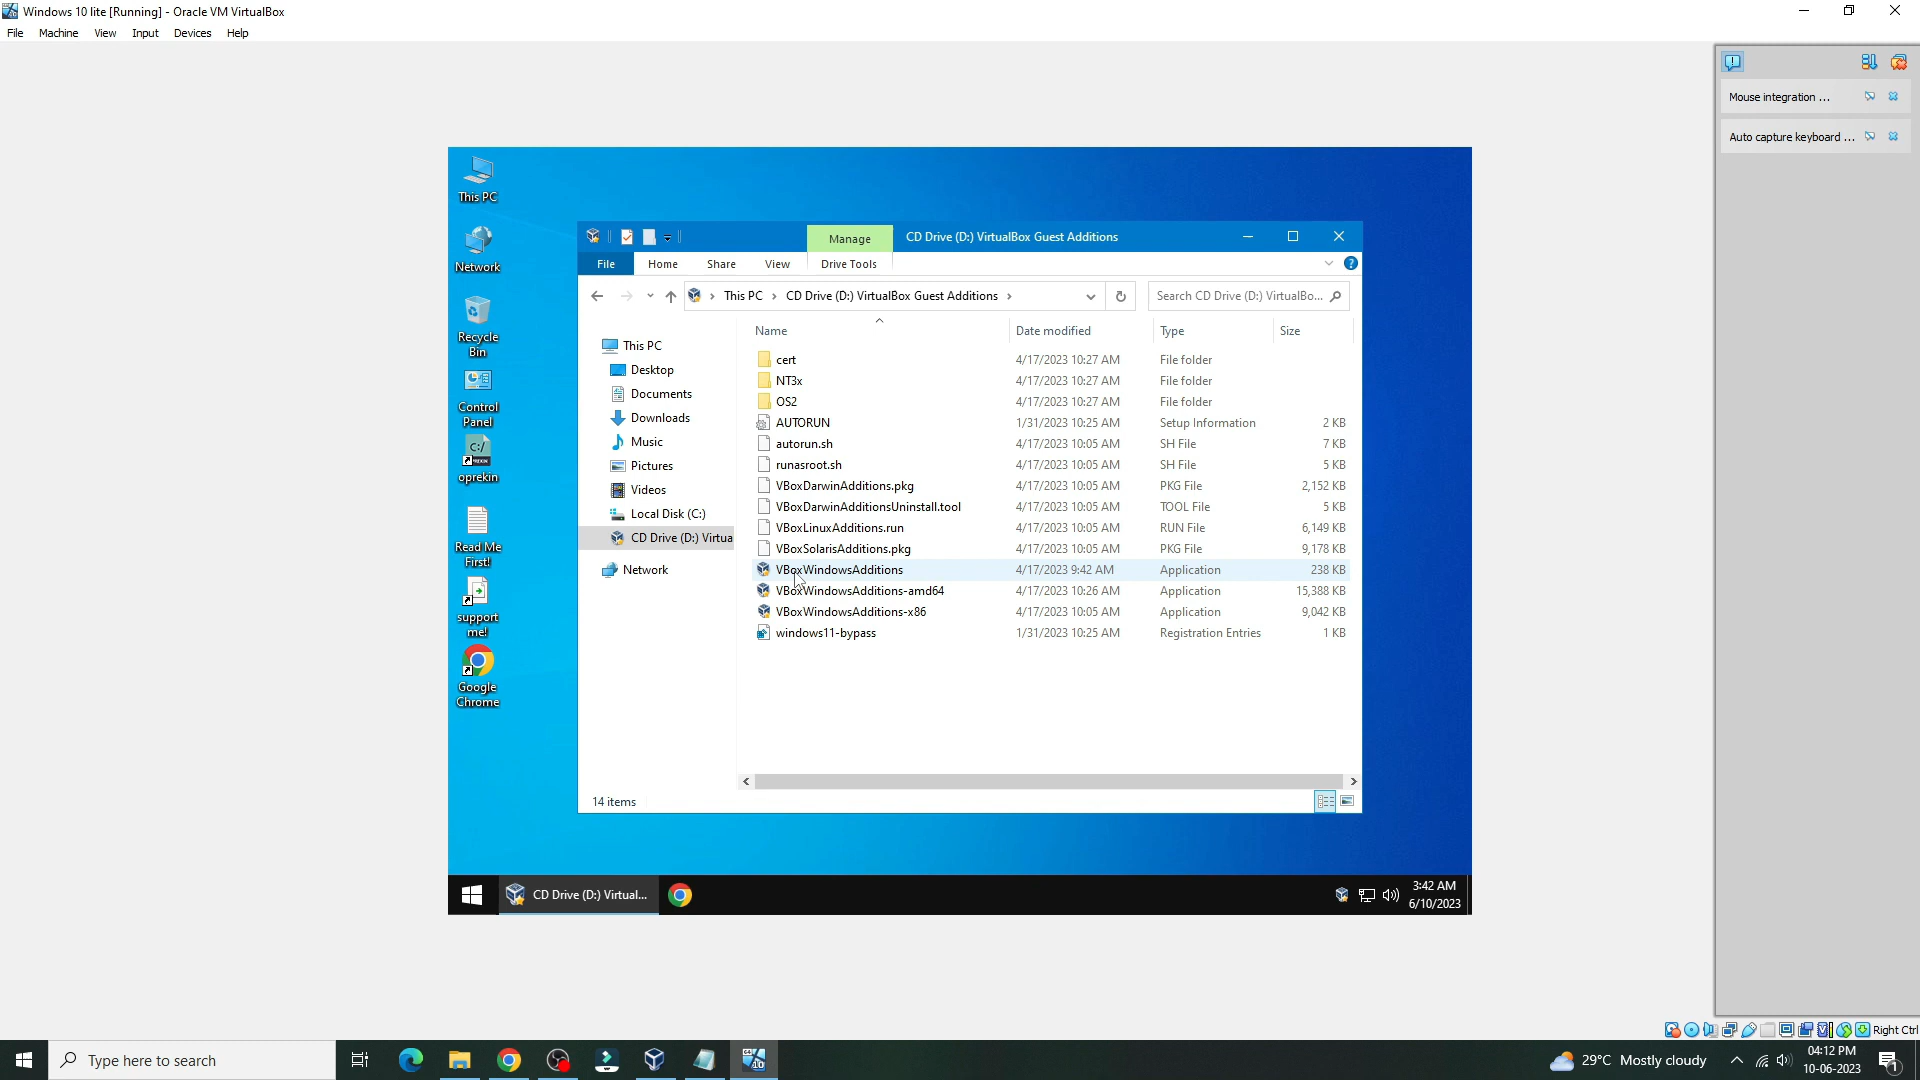 Windows 10 lite [Running] - Oracle VM VirtualBox
File Machine View Input Devices Help
Mouse integration ...
Auto capture keyboard ...
This PC
Network
Recycle
Bin
Control
Panel
C:/
oprekin
Read Me
First!
support
me!
Google
Chrome
Manage
CD Drive (D:) VirtualBox Guest Additions
File Home Share View Drive Tools
This PC > CD Drive (D:) VirtualBox Guest Additions >
Search CD Drive (D:) VirtualBo...
This PC
Desktop
Documents
Downloads
Music
Pictures
Videos
Local Disk (C:)
CD Drive (D:) Virtua
Network
Name Date modified Type Size
cert 4/17/2023 10:27 AM File folder
NT3x 4/17/2023 10:27 AM File folder
OS2 4/17/2023 10:27 AM File folder
AUTORUN 1/31/2023 10:25 AM Setup Information 2 KB
autorun.sh 4/17/2023 10:05 AM SH File 7 KB
runasroot.sh 4/17/2023 10:05 AM SH File 5 KB
VBoxDarwinAdditions.pkg 4/17/2023 10:05 AM PKG File 2,152 KB
VBoxDarwinAdditionsUninstall.tool 4/17/2023 10:05 AM TOOL File 5 KB
VBoxLinuxAdditions.run 4/17/2023 10:05 AM RUN File 6,149 KB
VBoxSolarisAdditions.pkg 4/17/2023 10:05 AM PKG File 9,178 KB
VBoxWindowsAdditions 4/17/2023 9:42 AM Application 238 KB
VBoxWindowsAdditions-amd64 4/17/2023 10:26 AM Application 15,388 KB
VBoxWindowsAdditions-x86 4/17/2023 10:05 AM Application 9,042 KB
windows11-bypass 1/31/2023 10:25 AM Registration Entries 1 KB
14 items
CD Drive (D:) Virtual...
3:42 AM
6/10/2023
Right Ctrl
Type here to search
29°C Mostly cloudy
04:12 PM
10-06-2023
1